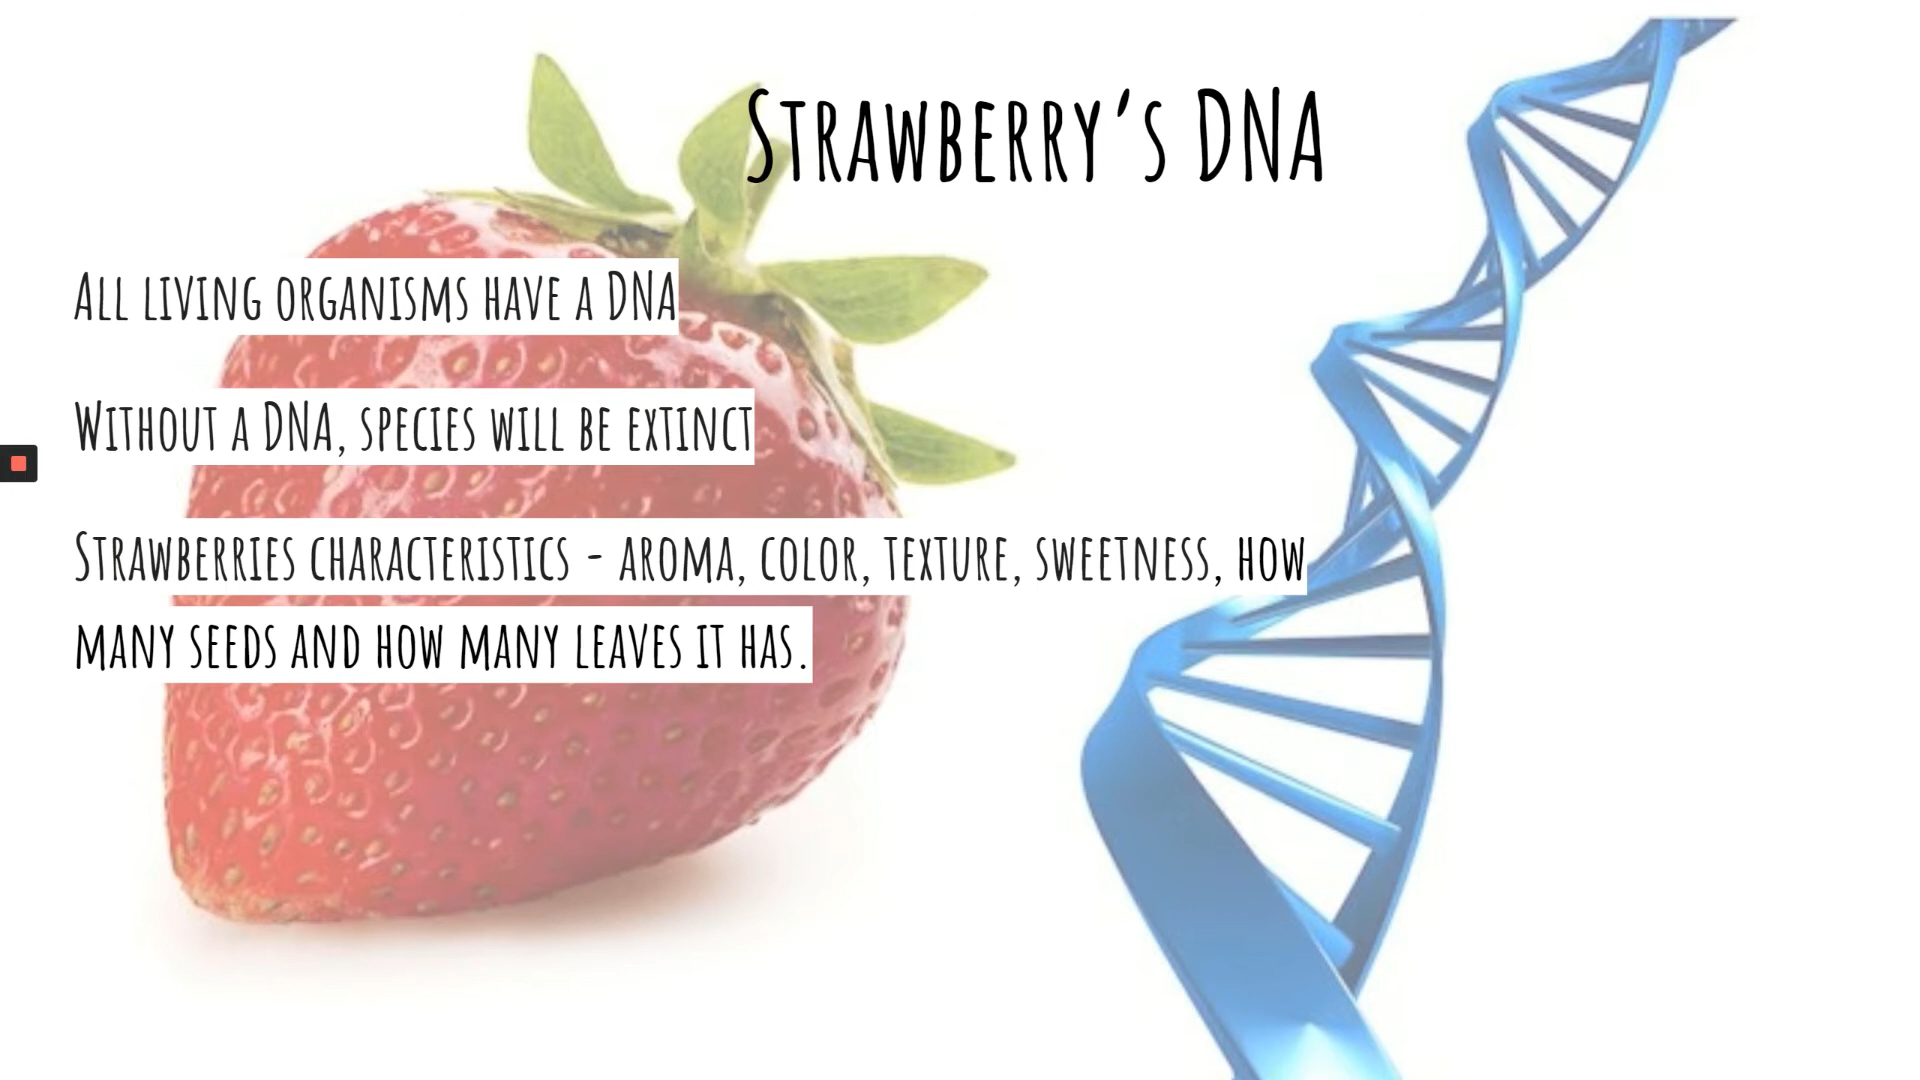 Strawberry's DNA
All living organisms have a DNA
Without a DNA, species will be extinct
Strawberries characteristics - aroma, color, texture, sweetness, how
many seeds and how many leaves it has.